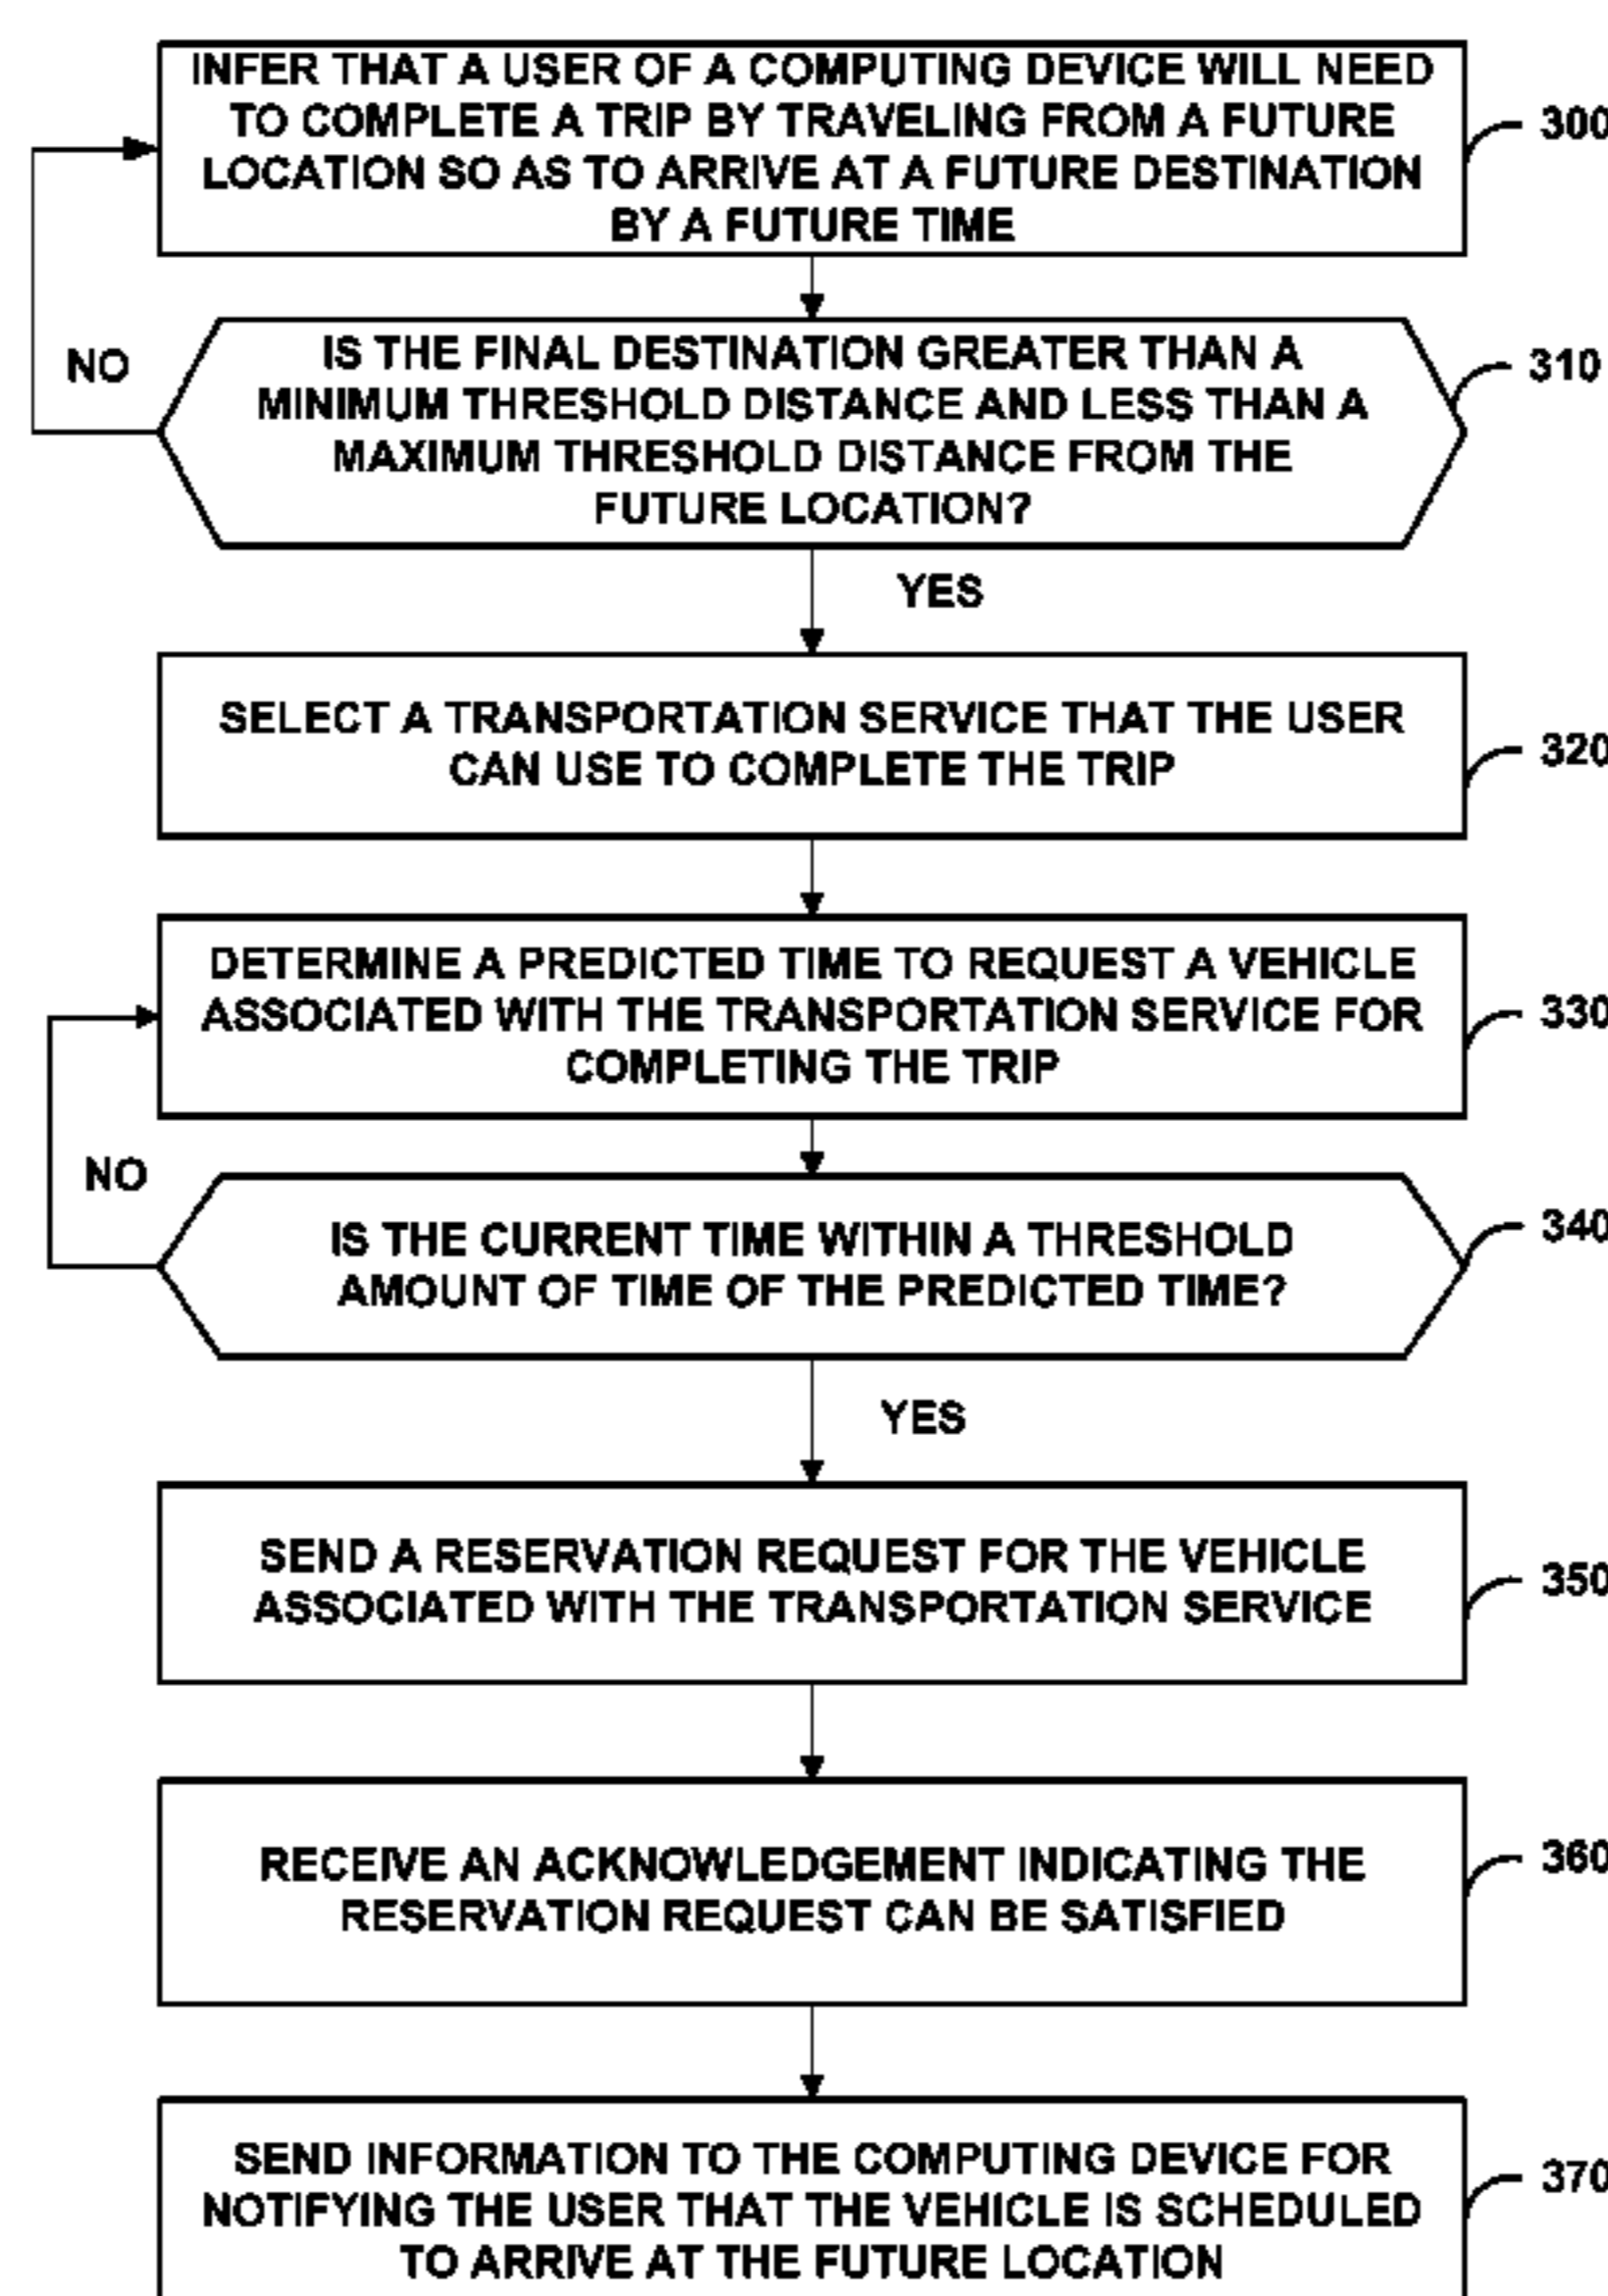 INFER THAT A USER OF A COMPUTING DEVICE WILL NEED
TO COMPLETE A TRIP BY TRAVELING FROM A FUTURE
LOCATION SO AS TO ARRIVE AT A FUTURE DESTINATION
BY A FUTURE TIME
300
NO
IS THE FINAL DESTINATION GREATER THAN A
MINIMUM THRESHOLD DISTANCE AND LESS THAN A
MAXIMUM THRESHOLD DISTANCE FROM THE
FUTURE LOCATION?
310
YES
SELECT A TRANSPORTATION SERVICE THAT THE USER
CAN USE TO COMPLETE THE TRIP
320
DETERMINE A PREDICTED TIME TO REQUEST A VEHICLE
ASSOCIATED WITH THE TRANSPORTATION SERVICE FOR
COMPLETING THE TRIP
330
NO
IS THE CURRENT TIME WITHIN A THRESHOLD
AMOUNT OF TIME OF THE PREDICTED TIME?
340
YES
SEND A RESERVATION REQUEST FOR THE VEHICLE
ASSOCIATED WITH THE TRANSPORTATION SERVICE
350
RECEIVE AN ACKNOWLEDGEMENT INDICATING THE
RESERVATION REQUEST CAN BE SATISFIED
360
SEND INFORMATION TO THE COMPUTING DEVICE FOR
NOTIFYING THE USER THAT THE VEHICLE IS SCHEDULED
TO ARRIVE AT THE FUTURE LOCATION
370